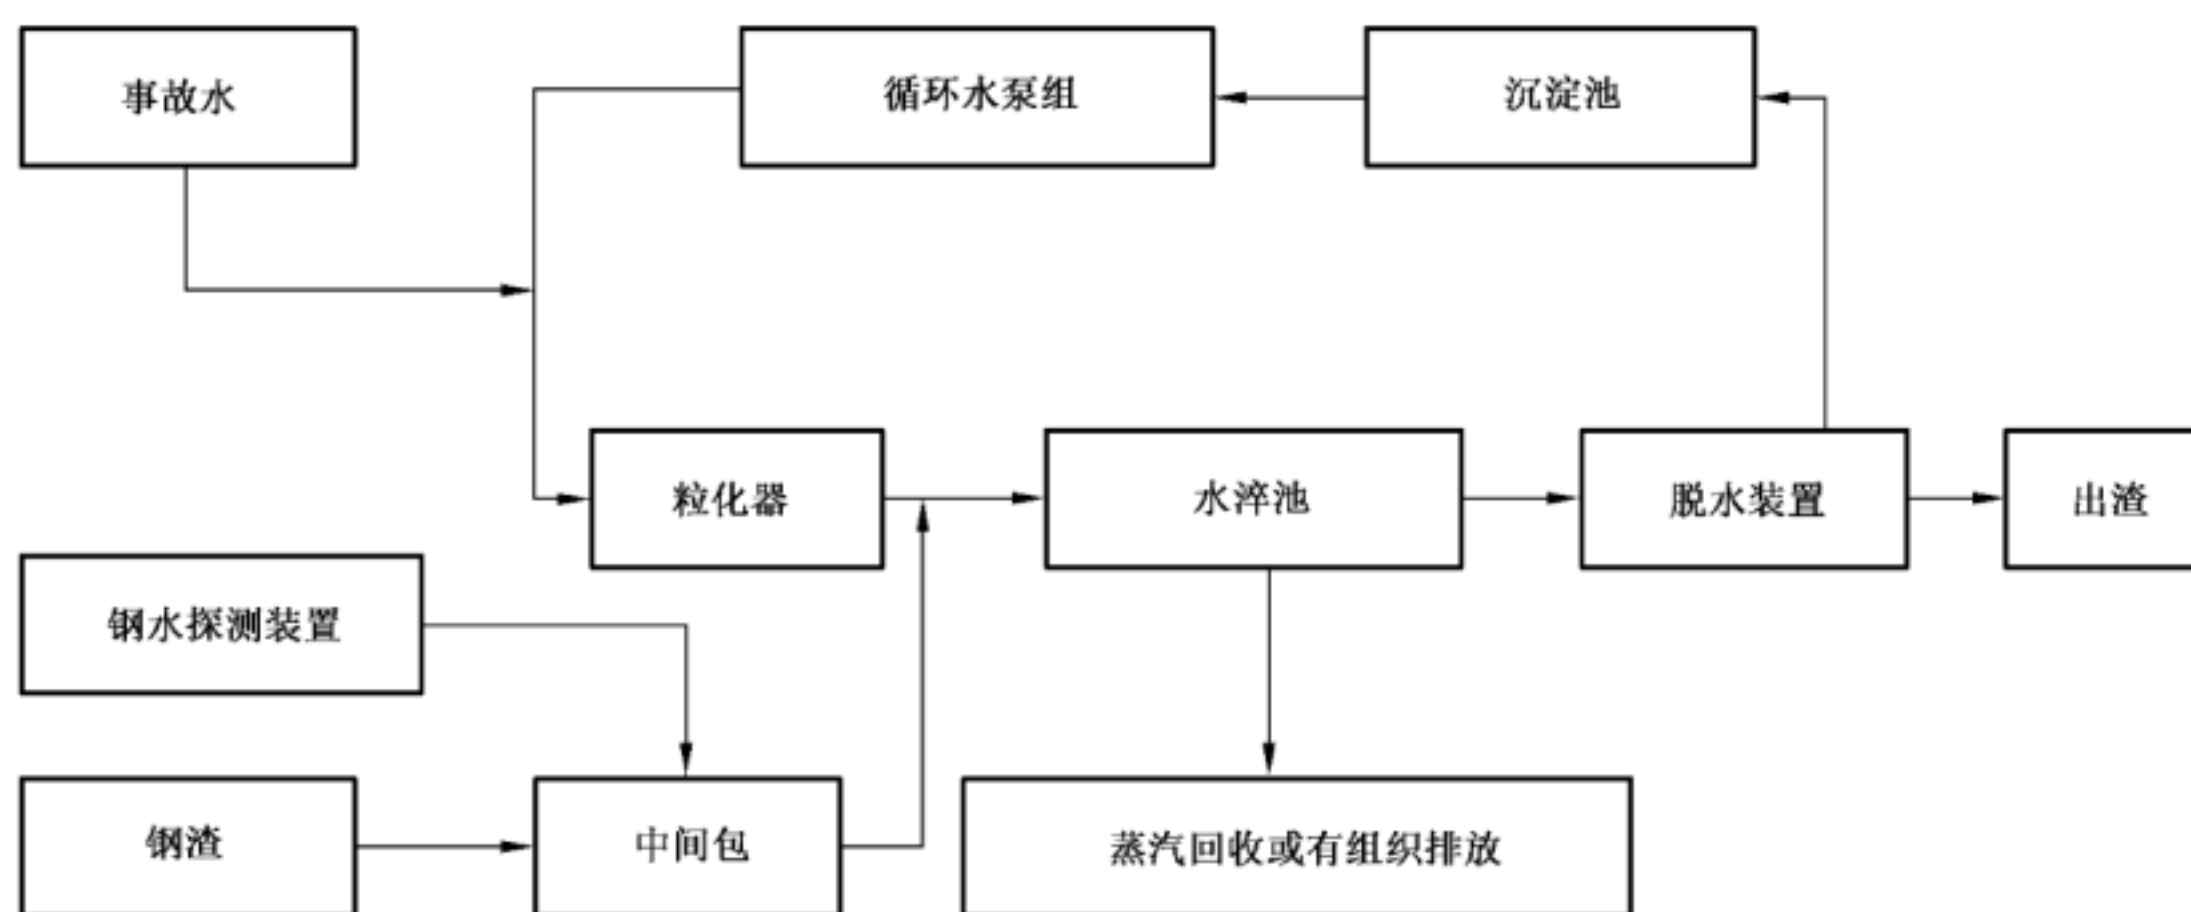 事故水
循环水泵组
沉淀池
粒化器
水淬池
脱水装置
出渣
钢水探测装置
钢渣
中间包
蒸汽回收或有组织排放